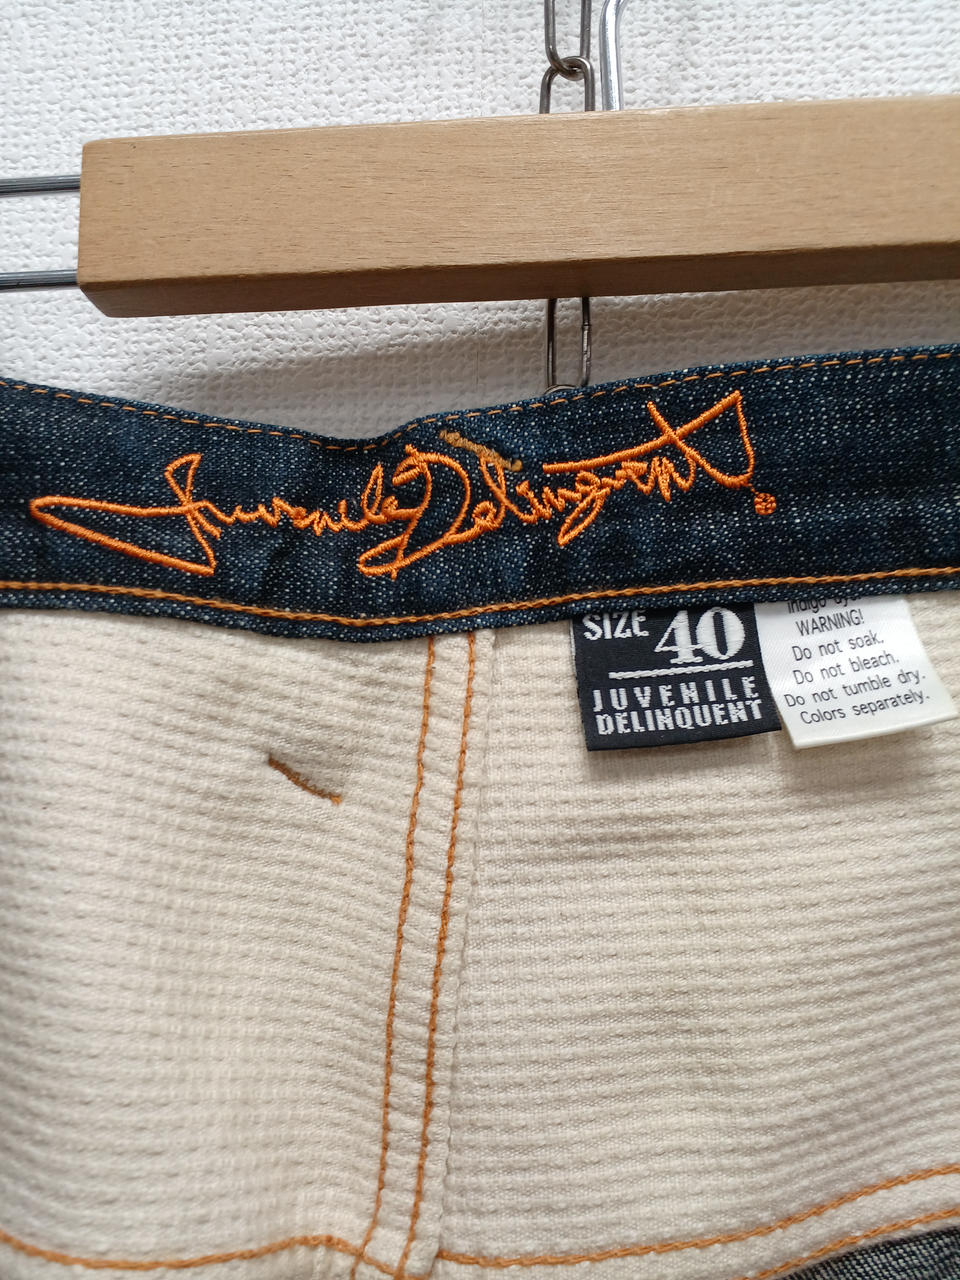 Juvenile Delinquent
SIZE 40
JUVENILE
DELINQUENT
indigo
WARNING!
Do not soak.
Do not bleach.
Do not tumble dry.
Colors separately.